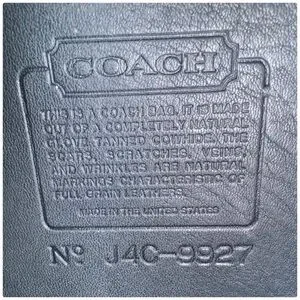 COACH
THIS IS A COACH BAG. IT IS MADE
OUT OF A COMPLETELY NATURAL
GLOVE TANNED COWHIDE. THE
SCARS, SCRATCHES, VEINS,
AND WRINKLES ARE NATURAL
MARKINGS CHARACTERISTIC OF
FULL GRAIN LEATHERS.
MADE IN THE UNITED STATES
Nº J4C-9927